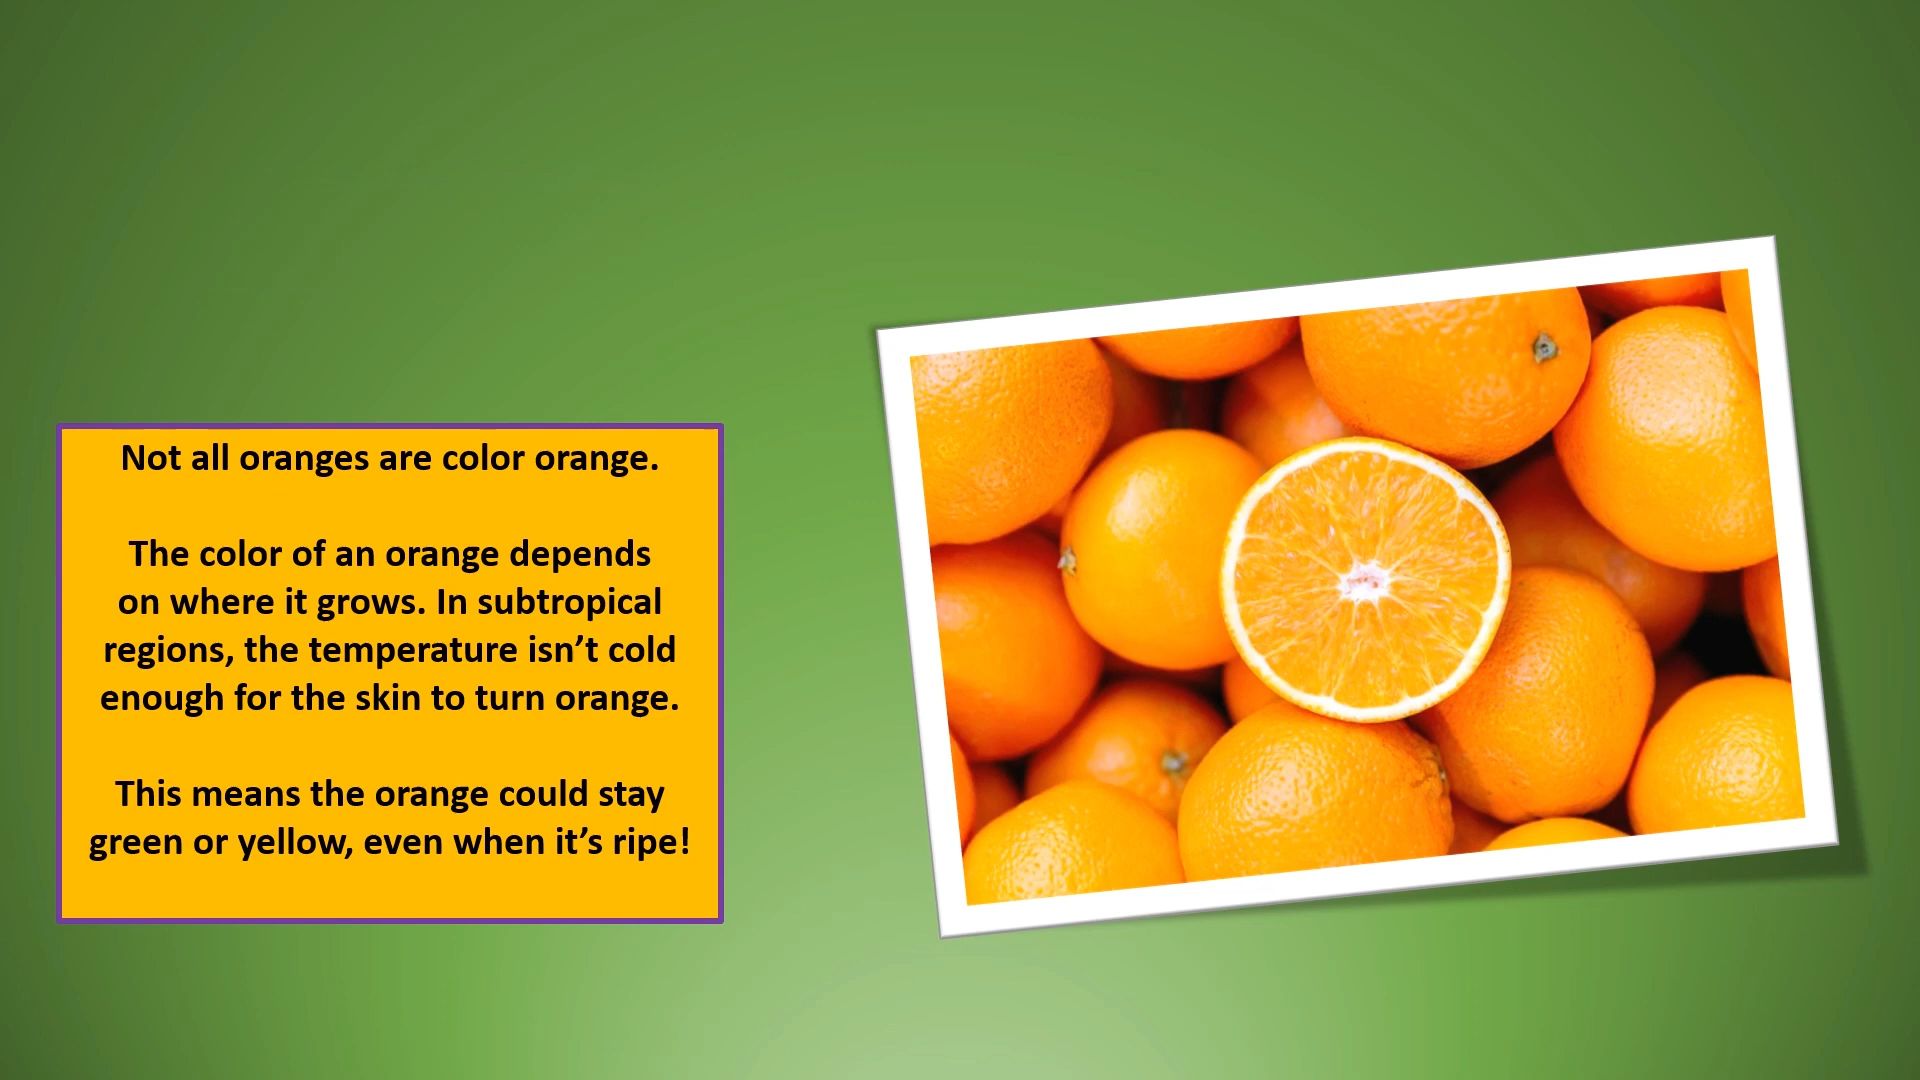 Not all oranges are color orange.
The color of an orange depends
on where it grows. In subtropical
regions, the temperature isn’t cold
enough for the skin to turn orange.
This means the orange could stay
green or yellow, even when it’s ripe!